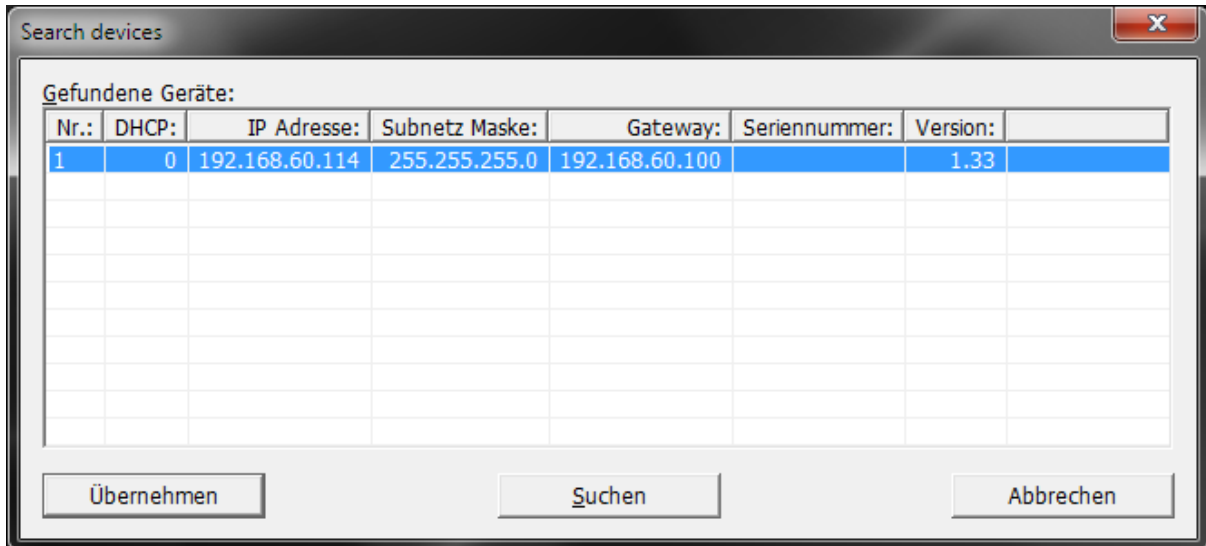 Search devices
Gefundene Geräte:
Nr.: DHCP: IP Adresse: Subnetz Maske: Gateway: Seriennummer: Version:
1 0 192.168.60.114 255.255.255.0 192.168.60.100 1.33
Übernehmen Suchen Abbrechen